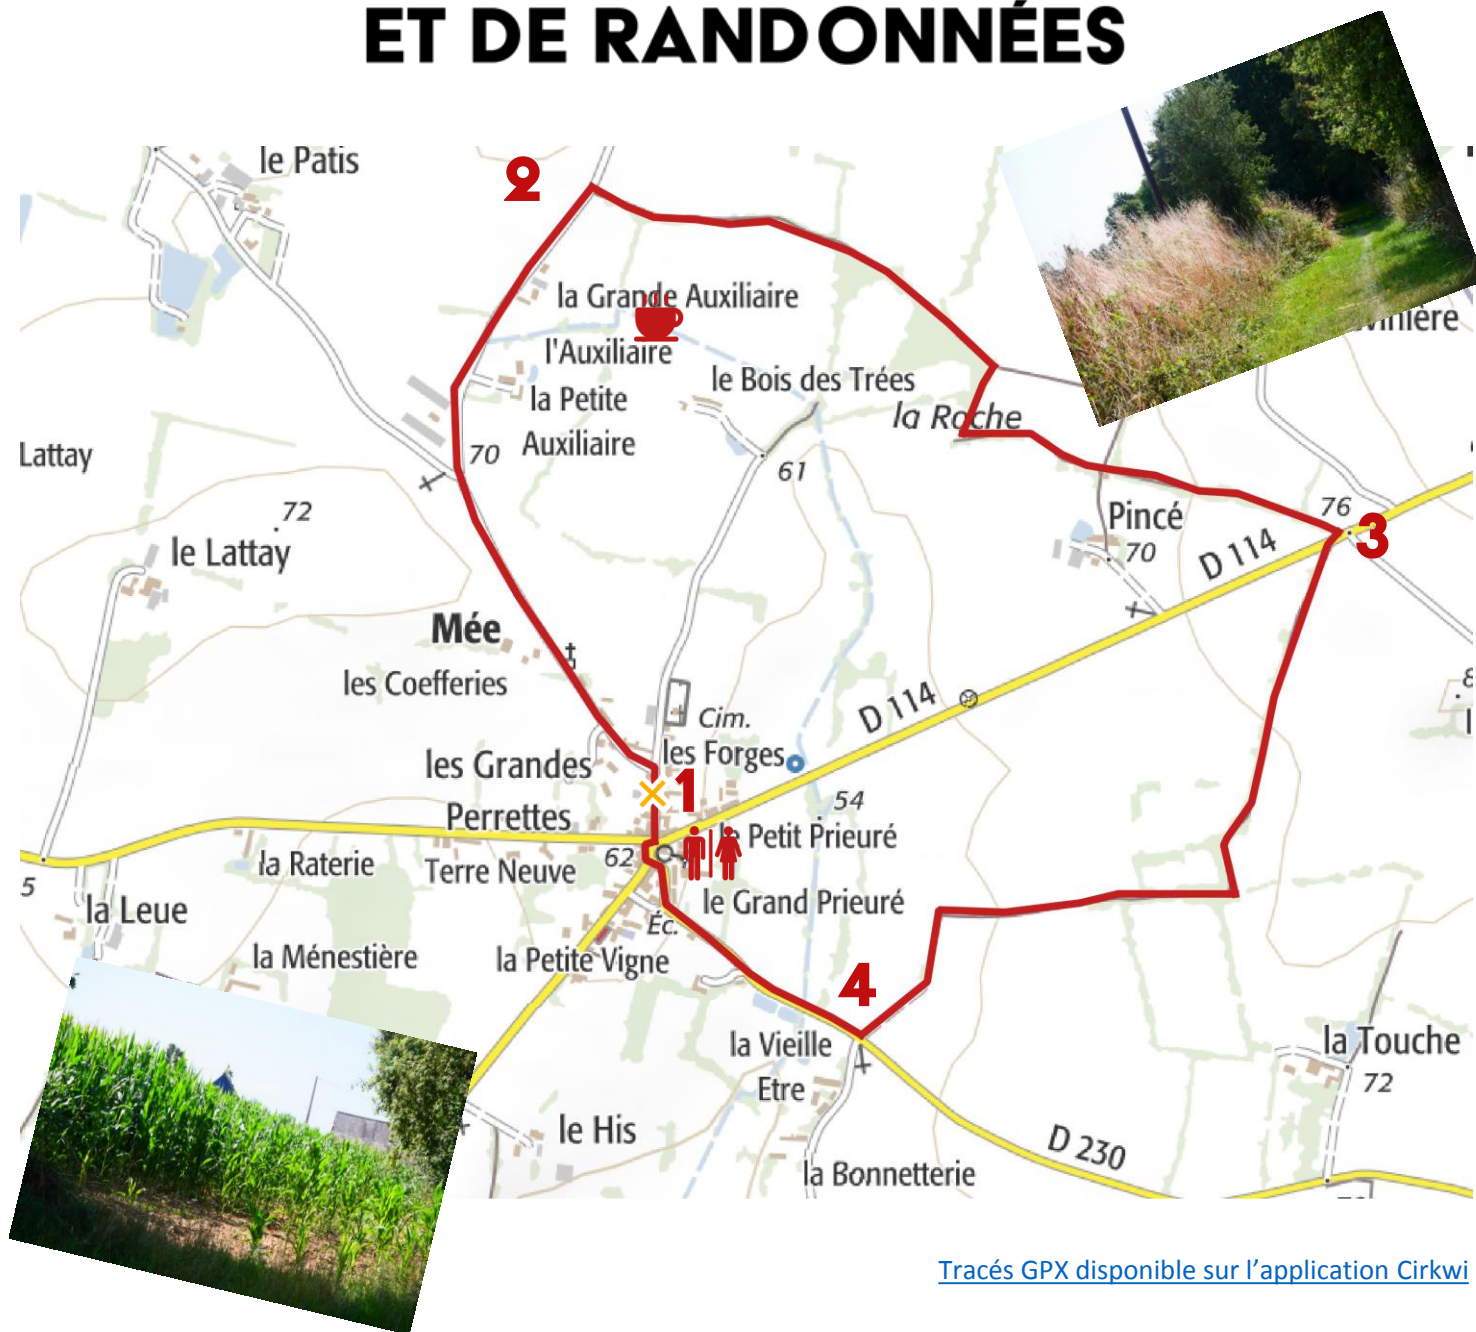 ET DE RANDONNÉES
le Patis
2
la Grande Auxiliaire
l'Auxiliaire
la Petite
Auxiliaire
le Bois des Trées
la Roche
Lattay
70
61
72
le Lattay
Pincé
70
76
3
D 114
Mée
les Coefferies
Cim.
D 114
les Grandes
Perrettes
les Forges
1
54
le Petit Prieuré
62
la Raterie
Terre Neuve
5
la Leue
le Grand Prieuré
Éc.
la Ménestière
la Petite Vigne
4
la Vieille
Etre
la Touche
72
le His
la Bonnetterie
D 230
8
Tracés GPX disponible sur l’application Cirkwi